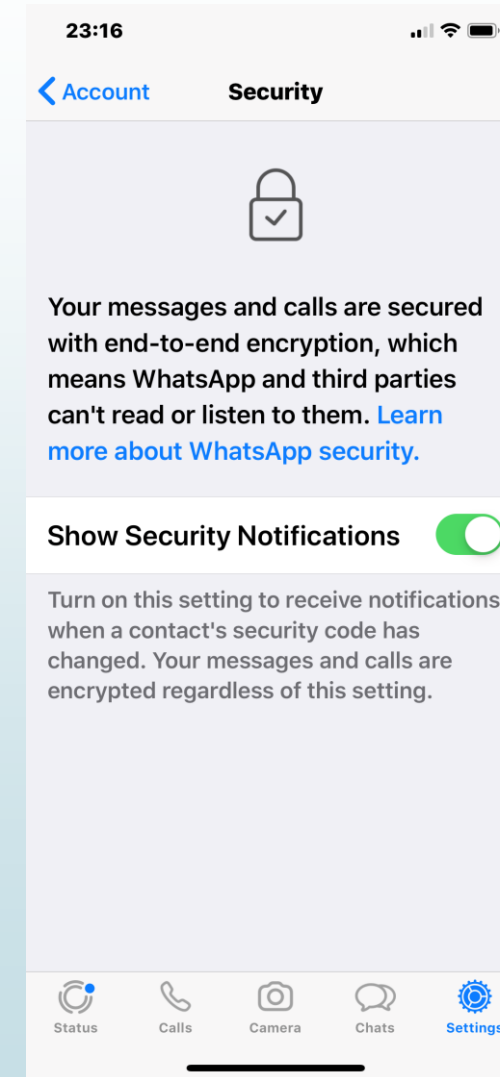 23:16
Account Security
Your messages and calls are secured
with end-to-end encryption, which
means WhatsApp and third parties
can't read or listen to them. Learn
more about WhatsApp security.
Show Security Notifications
Turn on this setting to receive notifications
when a contact's security code has
changed. Your messages and calls are
encrypted regardless of this setting.
Status Calls Camera Chats Settings